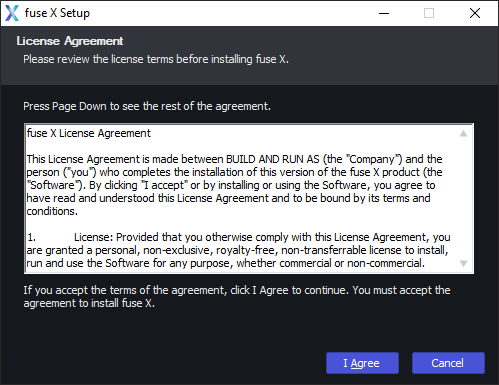 fuse X Setup
License Agreement
Please review the license terms before installing fuse X.
Press Page Down to see the rest of the agreement.
fuse X License Agreement
This License Agreement is made between BUILD AND RUN AS (the "Company") and the
person ("you") who completes the installation of this version of the fuse X product (the
"Software"). By clicking "I accept" or by installing or using the Software, you agree to
have read and understood this License Agreement and to be bound by its terms and
conditions.
1. License: Provided that you otherwise comply with this License Agreement, you
are granted a personal, non-exclusive, royalty-free, non-transferrable license to install,
run and use the Software for any purpose, whether commercial or non-commercial.
If you accept the terms of the agreement, click I Agree to continue. You must accept the
agreement to install fuse X.
I Agree
Cancel